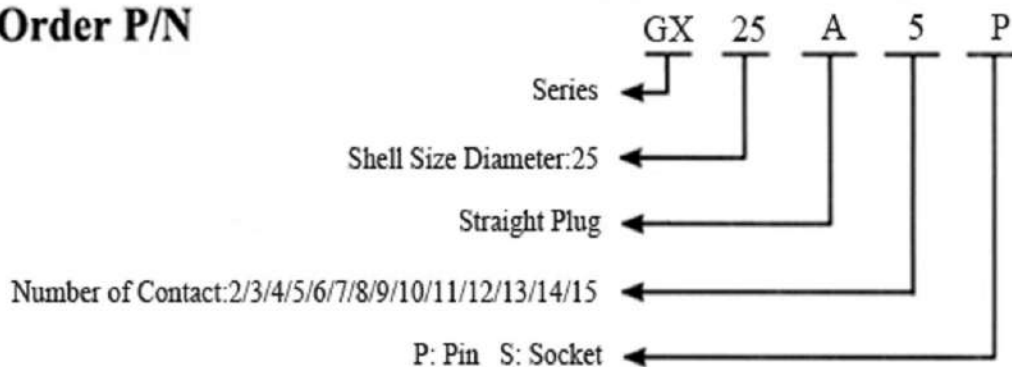 Order P/N
GX 25 A 5 P
Series
Shell Size Diameter:25
Straight Plug
Number of Contact:2/3/4/5/6/7/8/9/10/11/12/13/14/15
P: Pin S: Socket